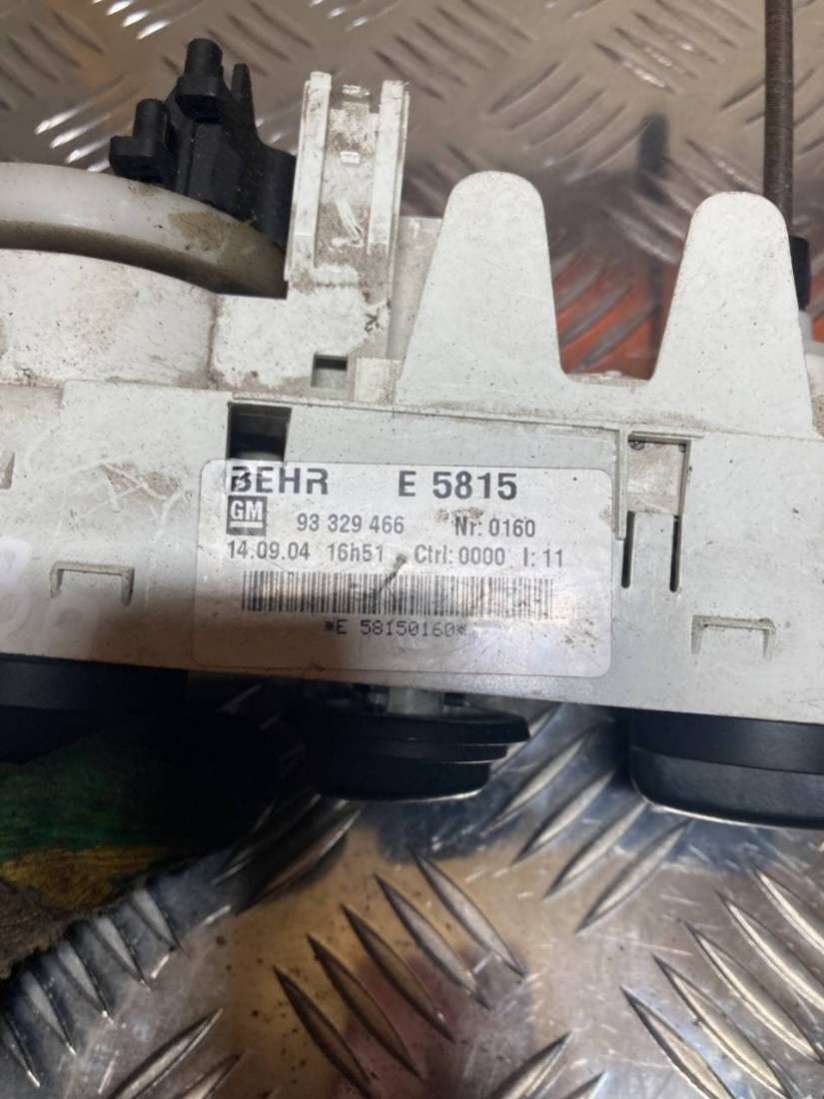 BEHR E 5815
GM 93 329 466 Nr: 0160
14.09.04 16h51 Ctrl: 0000 I: 11
*E 58150160*